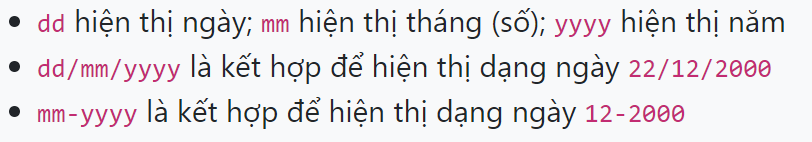 dd hiện thị ngày; mm hiện thị tháng (số); yyyy hiện thị năm
dd/mm/yyyy là kết hợp để hiện thị dạng ngày 22/12/2000
mm-yyyy là kết hợp để hiện thị dạng ngày 12-2000